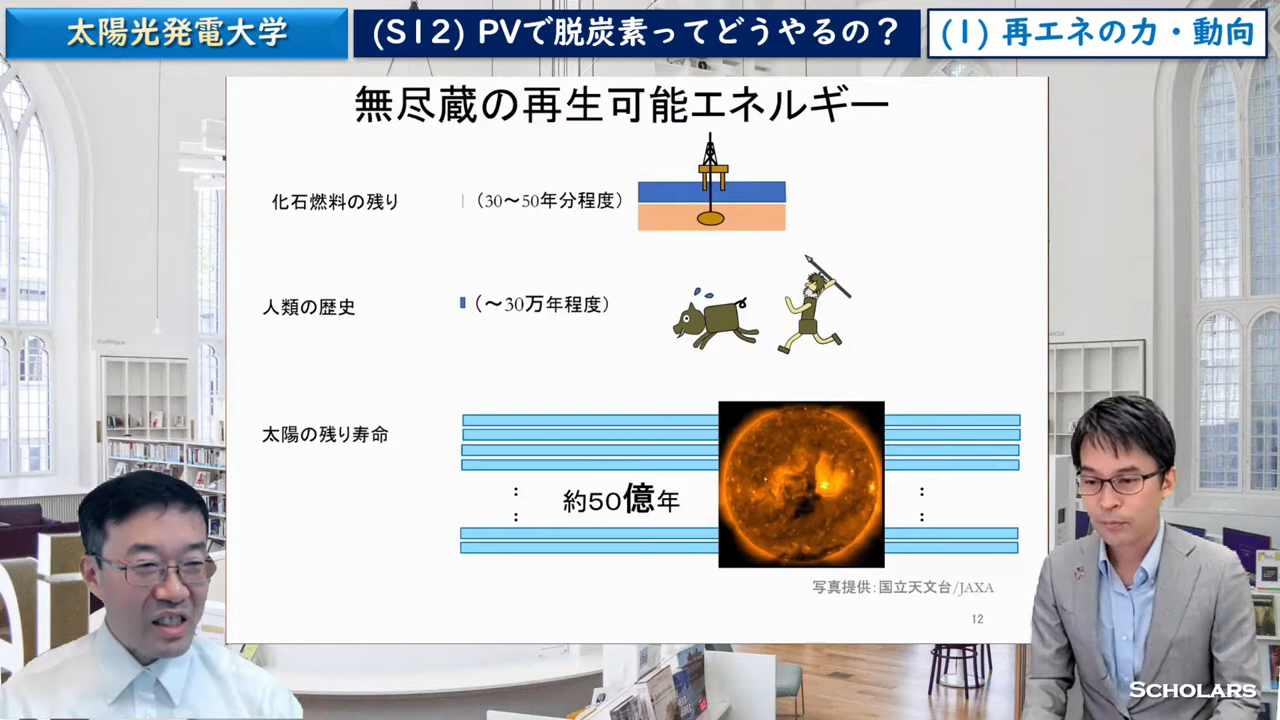 太陽光発電大学
(S12) PVで脱炭素ってどうやるの？
(1) 再エネの力・動向
無尽蔵の再生可能エネルギー
化石燃料の残り
（30～50年分程度）
人類の歴史
（～30万年程度）
太陽の残り寿命
約50億年
写真提供：国立天文台/JAXA
12
SCHOLARS